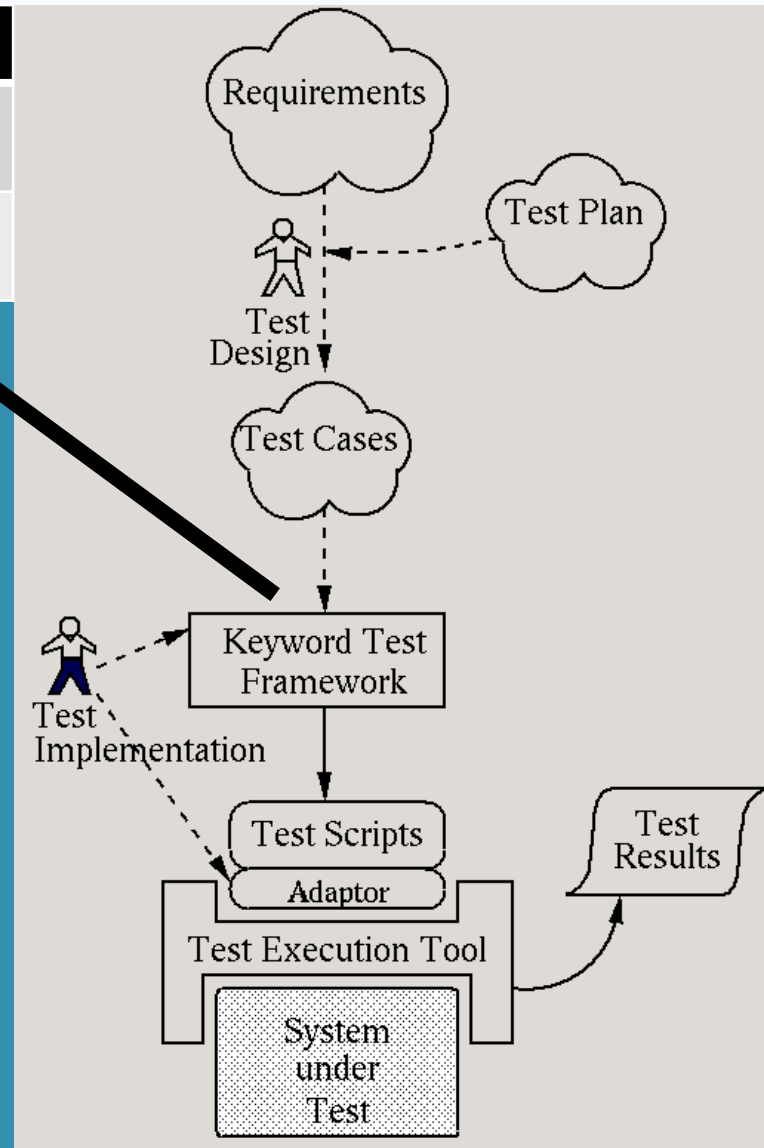 Requirements
Test Plan
Test
Design
Test Cases
Keyword Test
Framework
Test
Implementation
Test Scripts
Adaptor
Test Execution Tool
Test
Results
System
under
Test